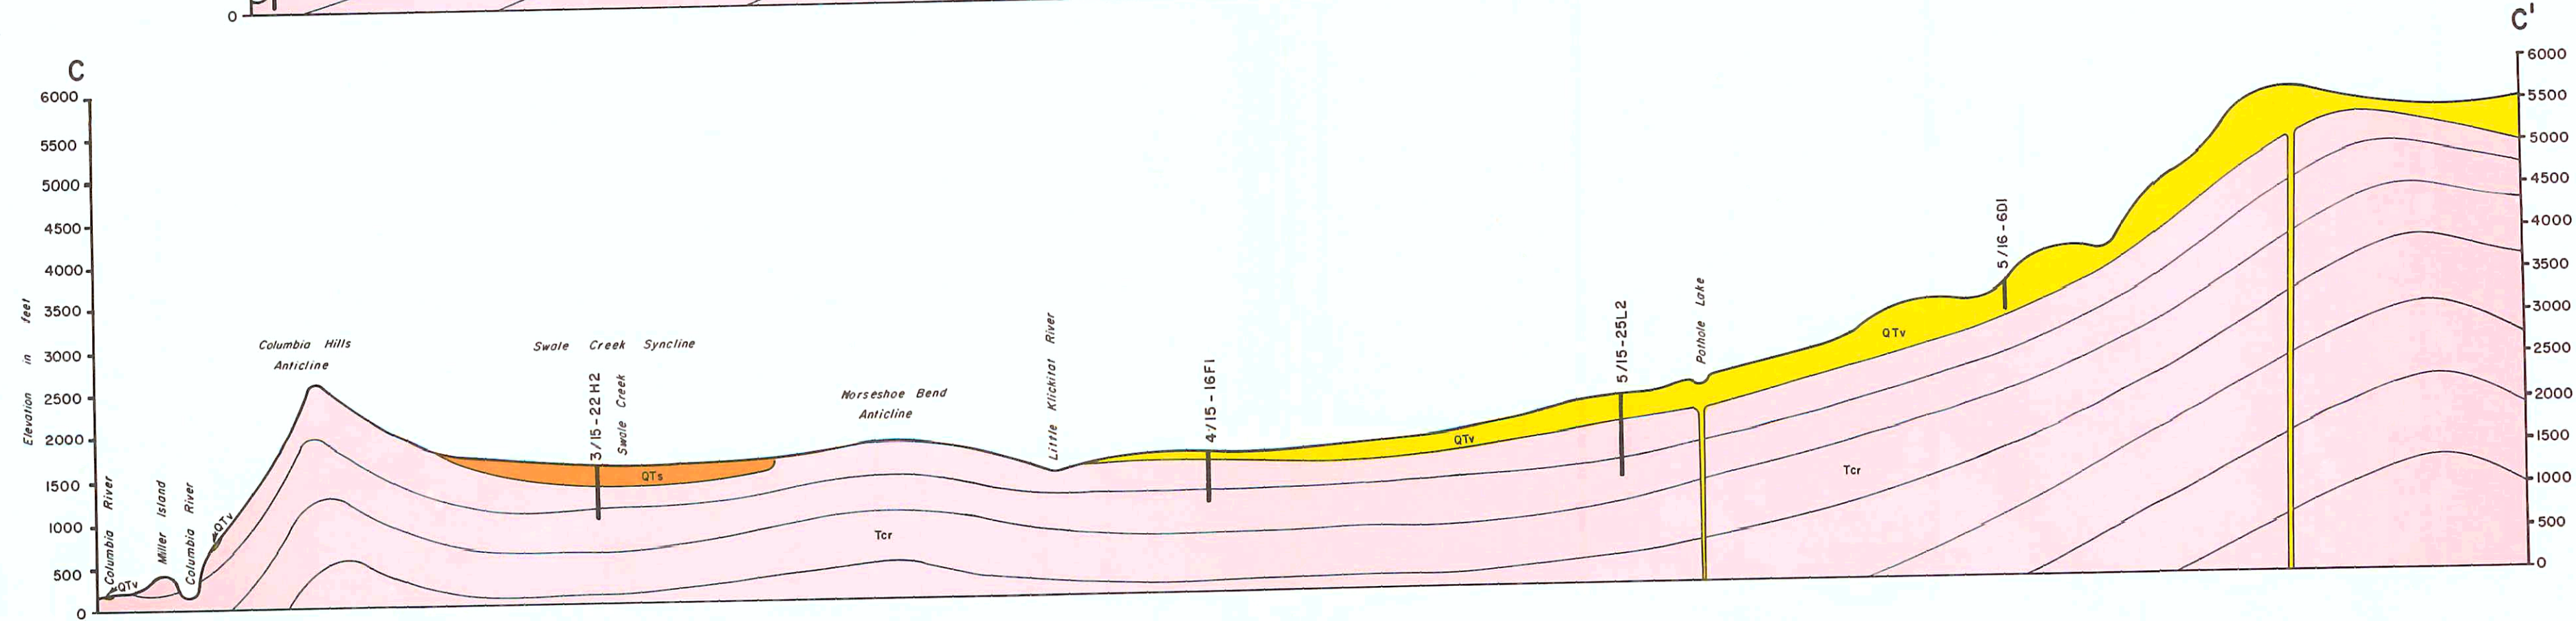 0
C
C'
6000
5500
5000
4500
4000
3500
3000
2500
2000
1500
1000
500
0
Elevation in feet
Columbia River
QTv
Miller Island
Columbia River
QTv
Columbia Hills
Anticline
Swale Creek Syncline
3/15-22H2
Swale Creek
QTs
Horseshoe Bend
Anticline
Tcr
Little Klickitat River
4/15-16F1
QTv
5/15-25L2
Pothole Lake
Tcr
QTv
5/16-6D1
6000
5500
5000
4500
4000
3500
3000
2500
2000
1500
1000
500
0